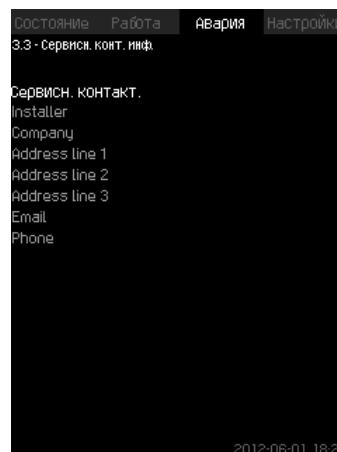 Состояние Работа Авария Настройки
3.3 - Сервисн. конт. инф.
Сервисн. контакт.
Installer
Company
Address line 1
Address line 2
Address line 3
Email
Phone
2012-06-01 18:2